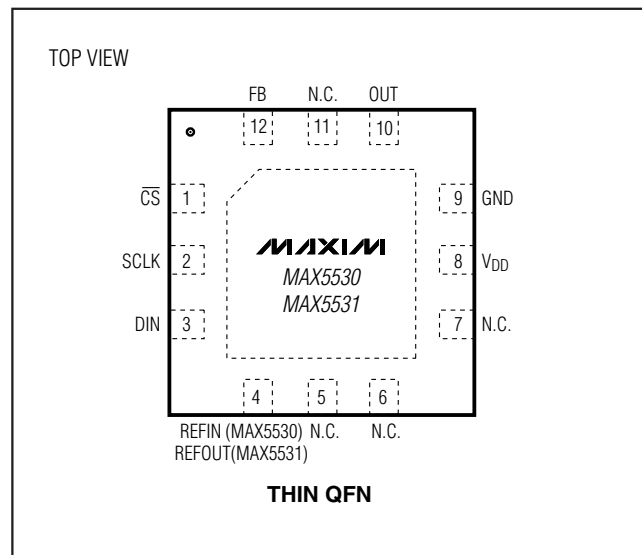 TOP VIEW
FB N.C. OUT
12 11 10
CS 1 9 GND
SCLK 2 8 VDD
DIN 3 7 N.C.
MAXIM
MAX5530
MAX5531
4 5 6
REFIN (MAX5530) N.C. N.C.
REFOUT(MAX5531)
THIN QFN